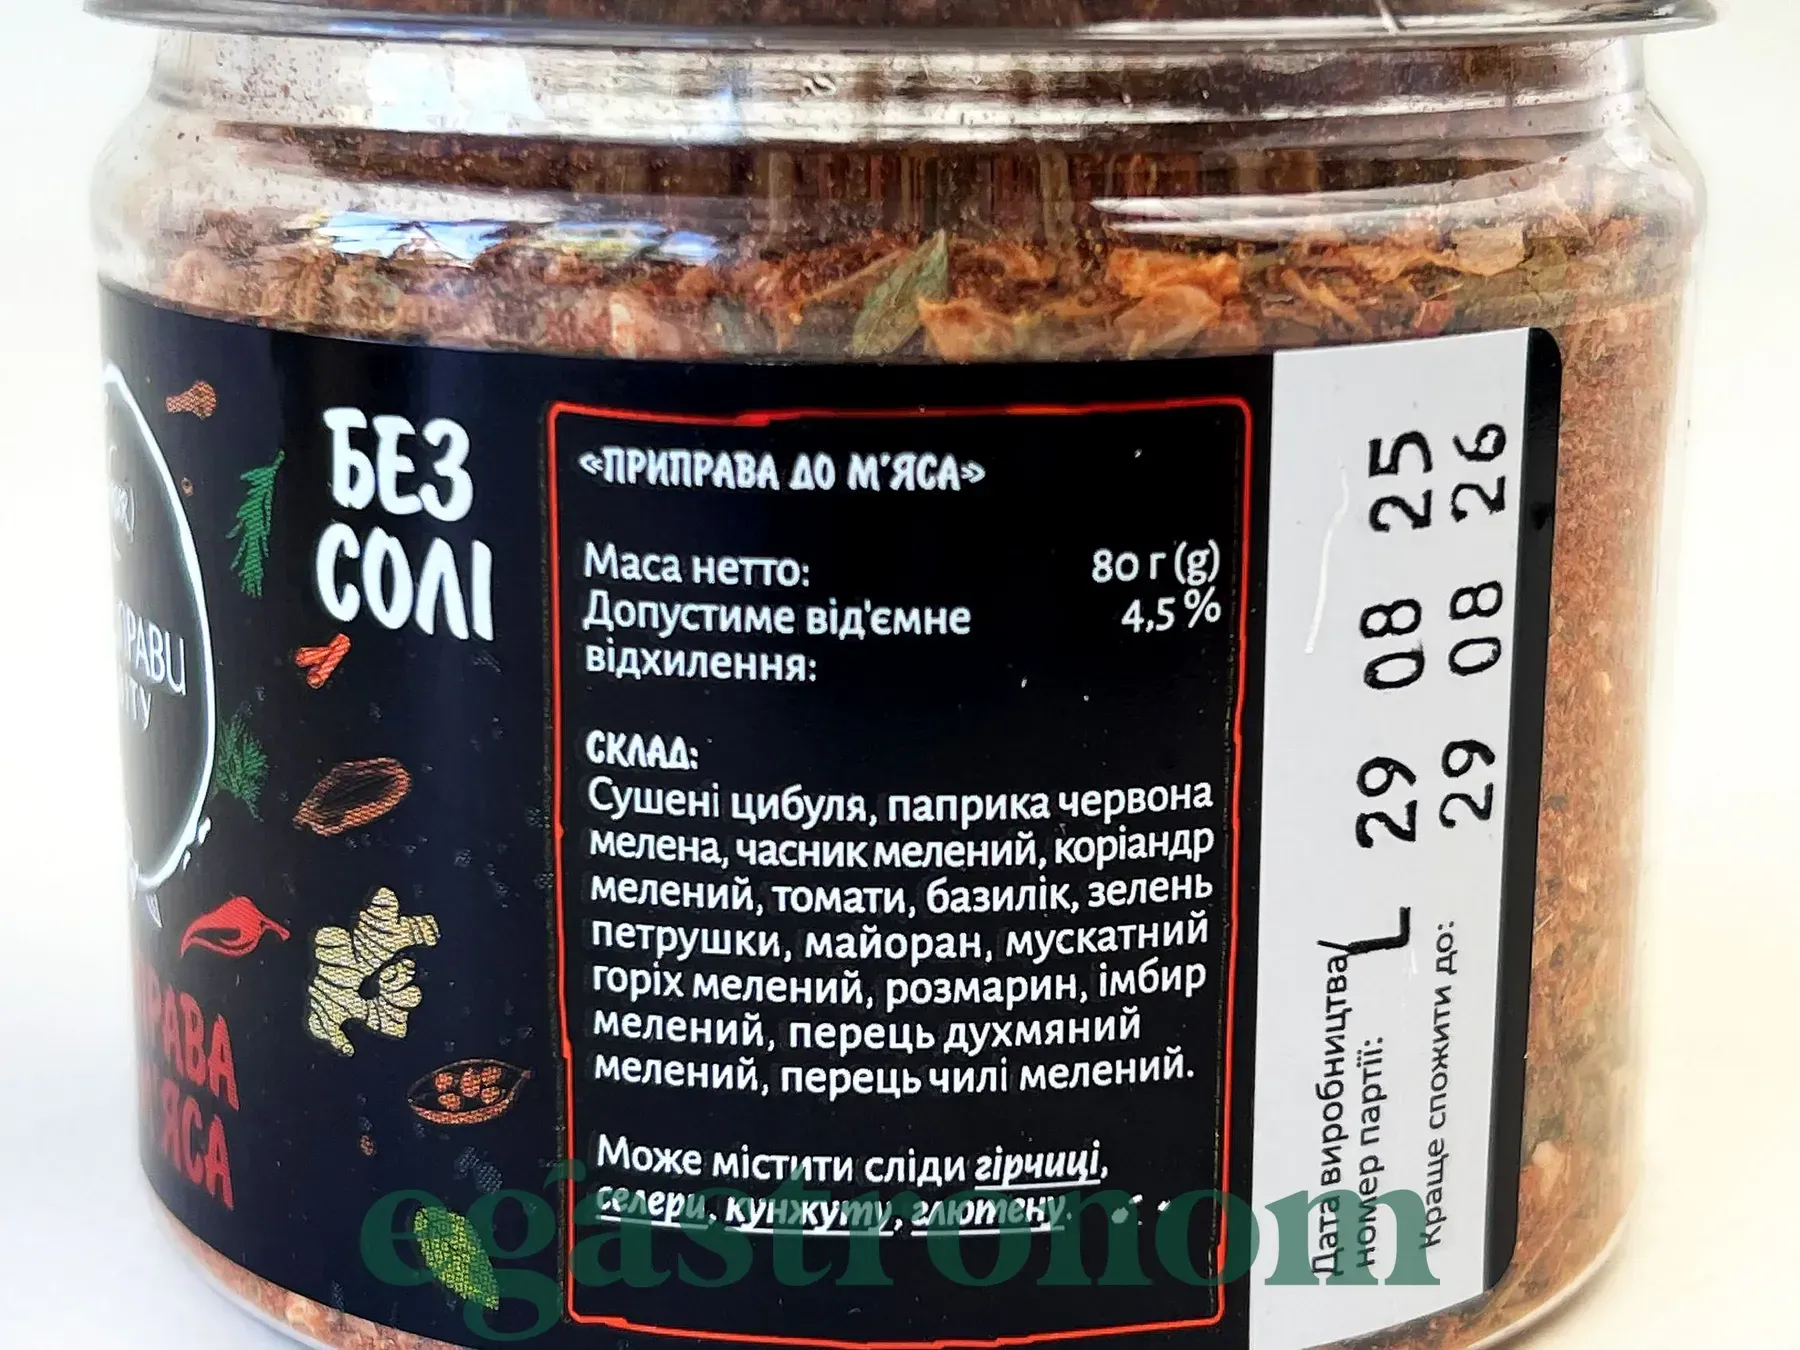 БЕЗ
СОЛІ
«ПРИПРАВА ДО М'ЯСА»
Маса нетто: 80 г (g)
Допустиме від'ємне 4,5%
відхилення:
СКЛАД:
Сушені цибуля, паприка червона
мелена, часник мелений, коріандр
мелений, томати, базилік, зелень
петрушки, майоран, мускатний
горіх мелений, розмарин, імбир
мелений, перець духмяний
мелений, перець чилі мелений.
Може містити сліди гірчиці,
селери, кунжуту, глютену.
Дата виробництва/ L 29 08 25
номер партії:
Краще спожити до: 29 08 26
egastronom